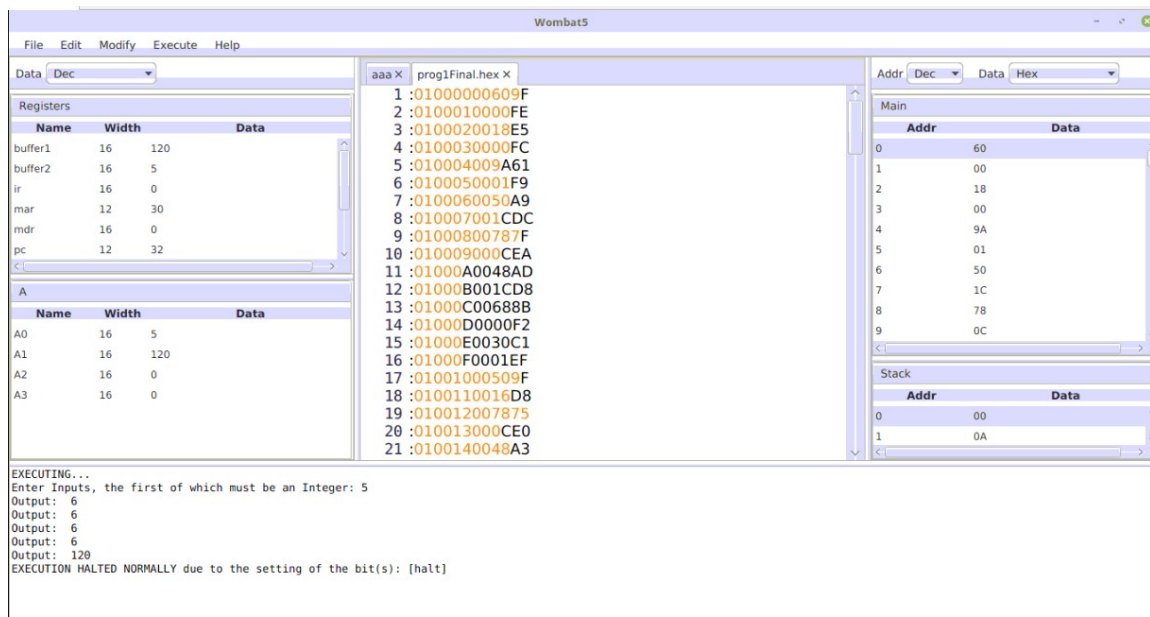 Wombat5
File Edit Modify Execute Help
Data Dec
Registers
Name Width Data
buffer1 16 120
buffer2 16 5
ir 16 0
mar 12 30
mdr 16 0
pc 12 32
A
Name Width Data
A0 16 5
A1 16 120
A2 16 0
A3 16 0
aaa × prog1Final.hex ×
1 :01000000609F
2 :0100010000FE
3 :0100020018E5
4 :0100030000FC
5 :010004009A61
6 :0100050001F9
7 :0100060050A9
8 :010007001CDC
9 :01000800787F
10 :010009000CEA
11 :01000A0048AD
12 :01000B001CD8
13 :01000C00688B
14 :01000D0000F2
15 :01000E0030C1
16 :01000F0001EF
17 :01001000509F
18 :0100110016D8
19 :010012007875
20 :010013000CE0
21 :0100140048A3
Addr Dec Data Hex
Main
Addr Data
0 60
1 00
2 18
3 00
4 9A
5 01
6 50
7 1C
8 78
9 0C
Stack
Addr Data
0 00
1 0A
EXECUTING...
Enter Inputs, the first of which must be an Integer: 5
Output: 6
Output: 6
Output: 6
Output: 6
Output: 120
EXECUTION HALTED NORMALLY due to the setting of the bit(s): [halt]